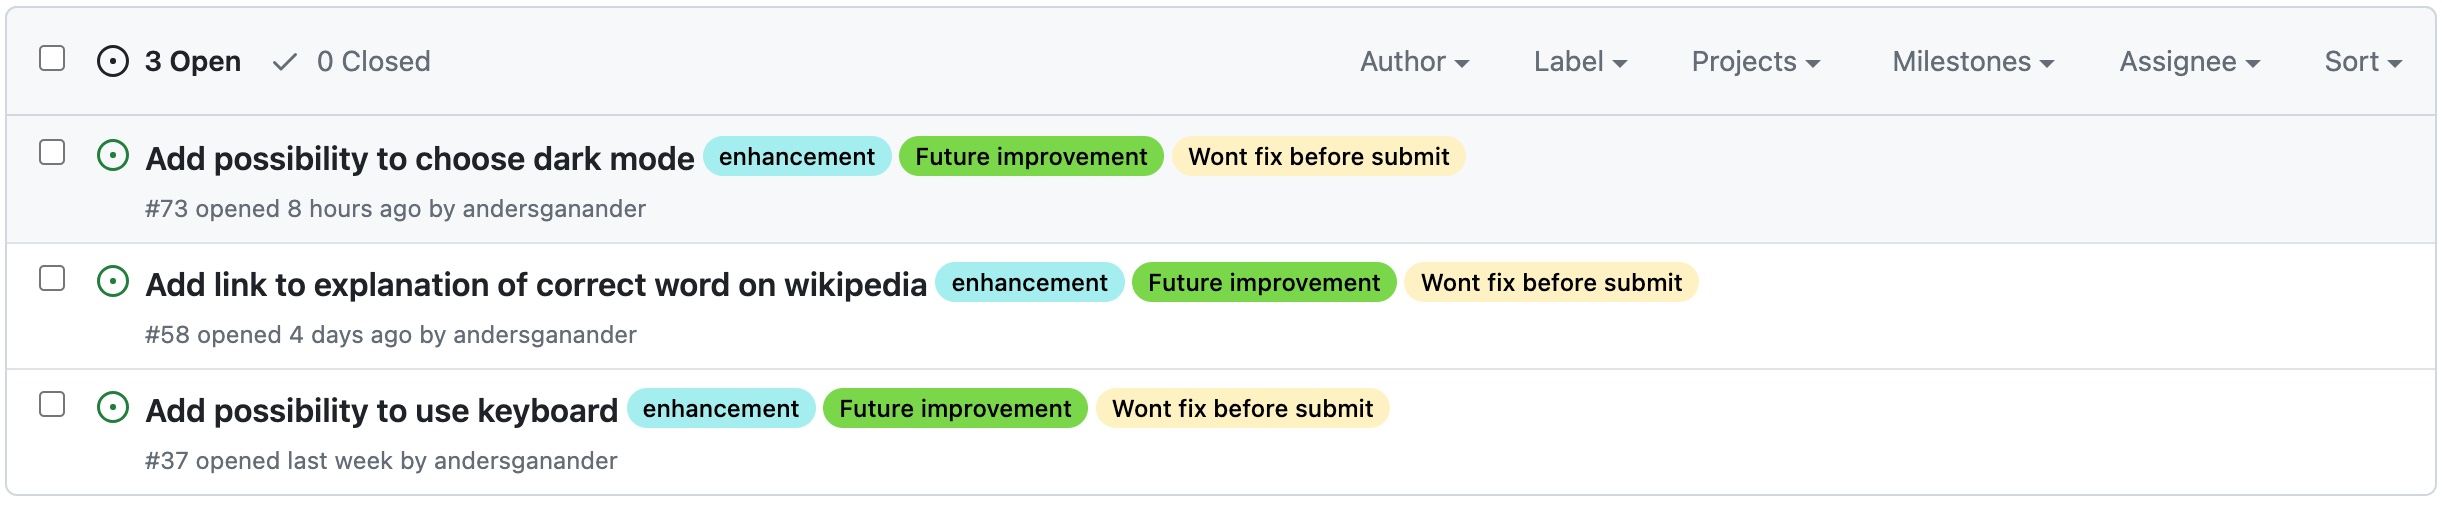 3 Open 0 Closed Author Label Projects Milestones Assignee Sort
Add possibility to choose dark mode enhancement Future improvement Wont fix before submit
#73 opened 8 hours ago by andersganander
Add link to explanation of correct word on wikipedia enhancement Future improvement Wont fix before submit
#58 opened 4 days ago by andersganander
Add possibility to use keyboard enhancement Future improvement Wont fix before submit
#37 opened last week by andersganander